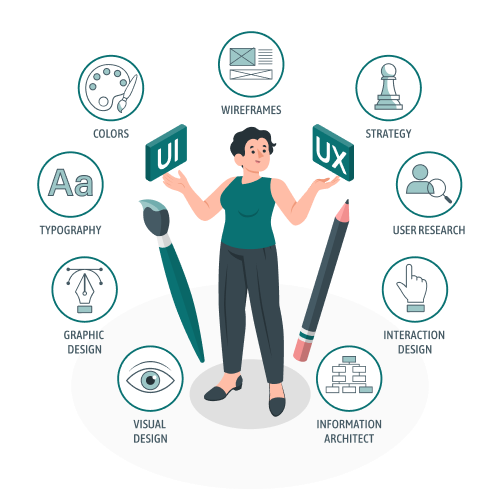 WIREFRAMES
COLORS
STRATEGY
UI
UX
Aa
TYPOGRAPHY
USER RESEARCH
GRAPHIC
DESIGN
INTERACTION
DESIGN
VISUAL
DESIGN
INFORMATION
ARCHITECT